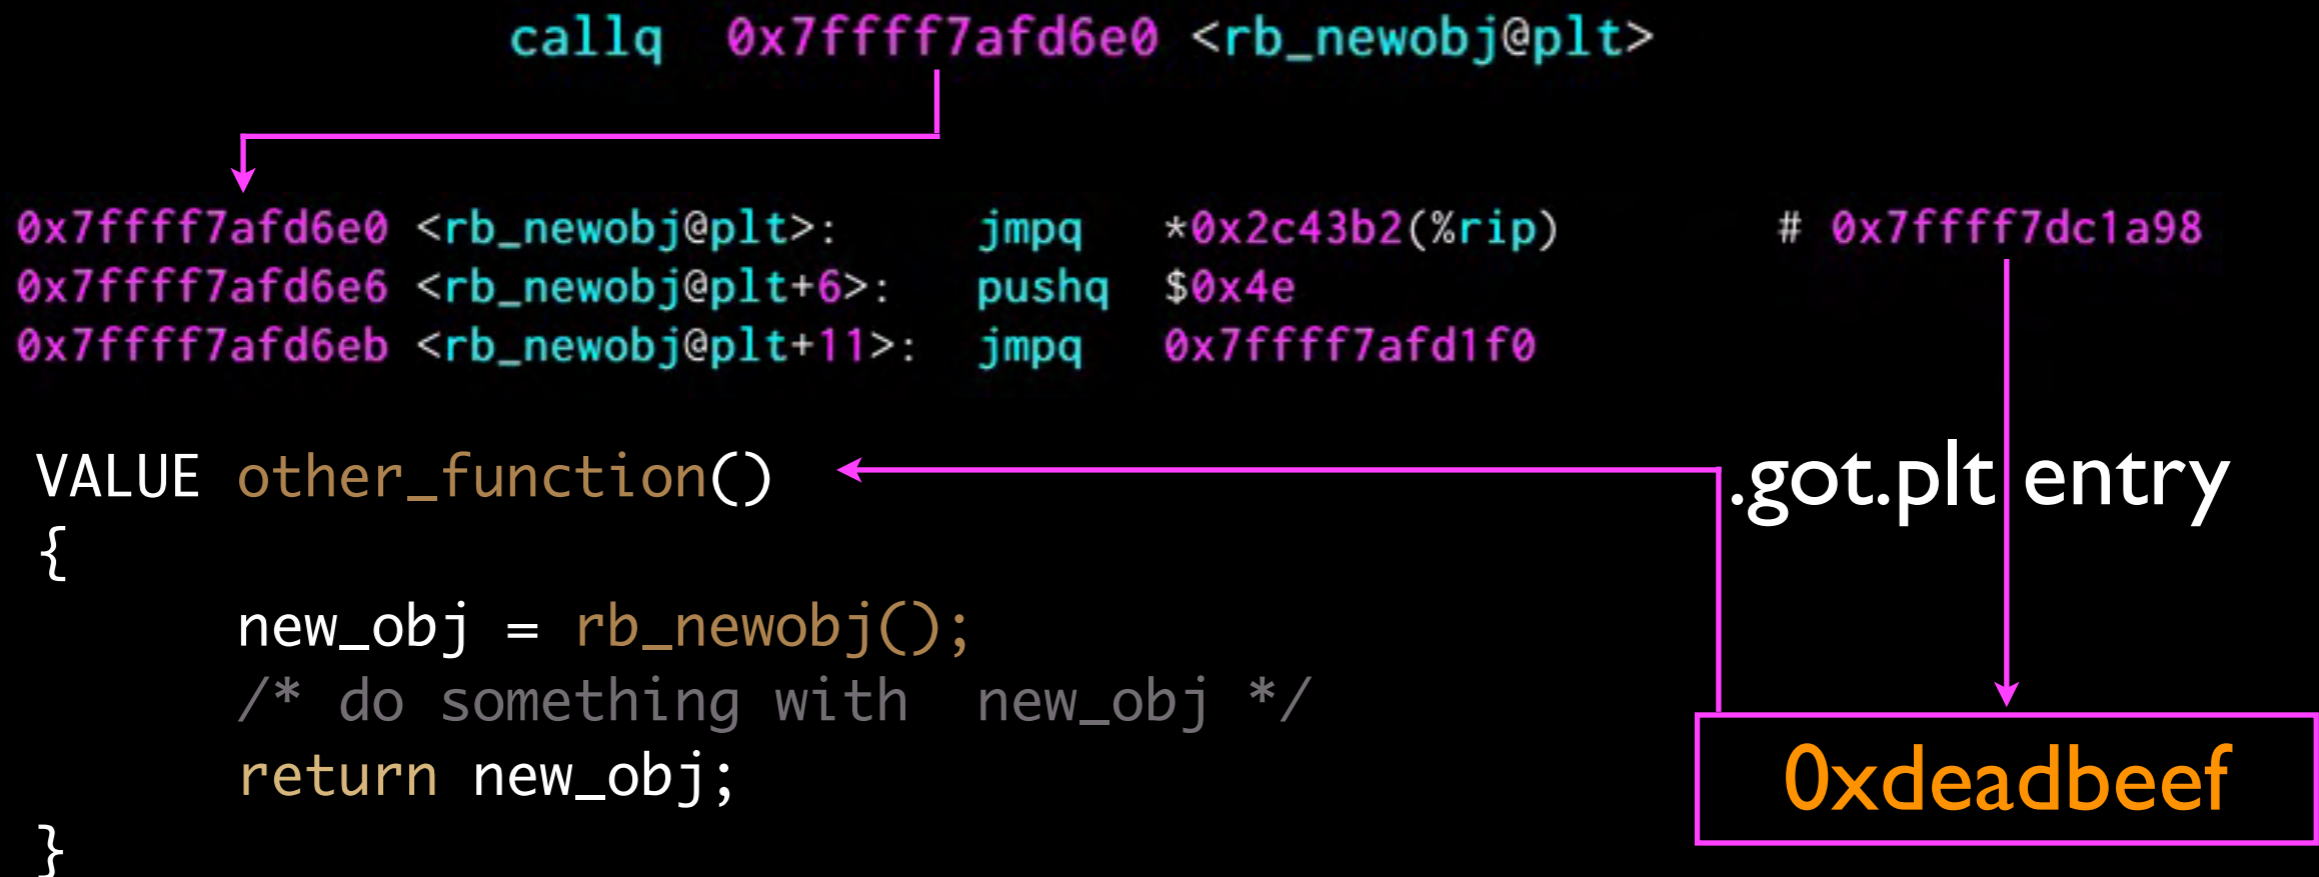 callq 0x7ffff7afd6e0 <rb_newobj@plt>
0x7ffff7afd6e0 <rb_newobj@plt>: jmpq *0x2c43b2(%rip) # 0x7ffff7dc1a98
0x7ffff7afd6e6 <rb_newobj@plt+6>: pushq $0x4e
0x7ffff7afd6eb <rb_newobj@plt+11>: jmpq 0x7ffff7afd1f0
VALUE other_function()
.got.plt entry
{
new_obj = rb_newobj();
/* do something with new_obj */
return new_obj;
0xdeadbeef
}